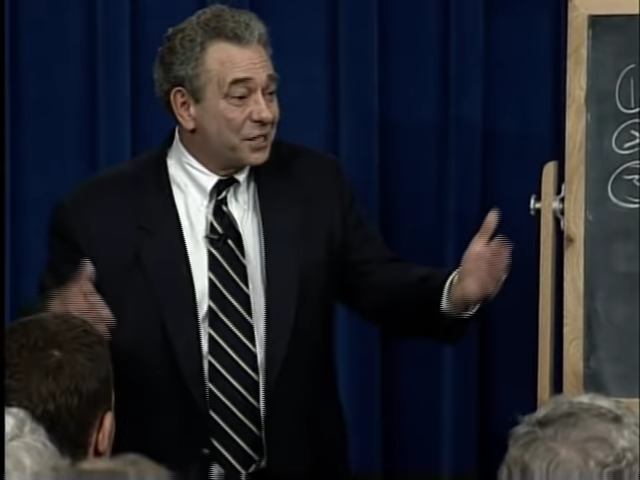 ①
②
③